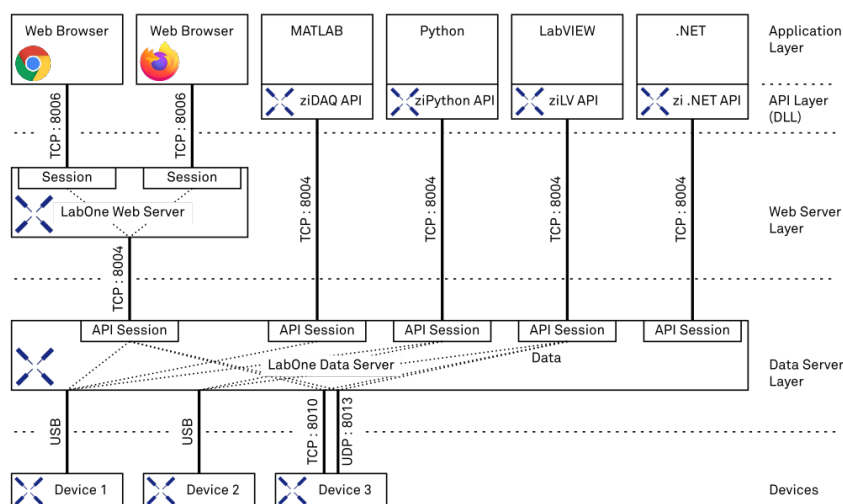 Web Browser
Web Browser
MATLAB
Python
LabVIEW
.NET
Application
Layer
ziDAQ API
ziPython API
ziLV API
zi .NET API
API Layer
(DLL)
TCP : 8006
TCP : 8006
Session
Session
LabOne Web Server
TCP : 8004
TCP : 8004
TCP : 8004
TCP : 8004
Web Server
Layer
TCP : 8004
API Session
API Session
API Session
API Session
API Session
LabOne Data Server
Data
Data Server
Layer
USB
USB
TCP : 8010
UDP : 8013
Device 1
Device 2
Device 3
Devices